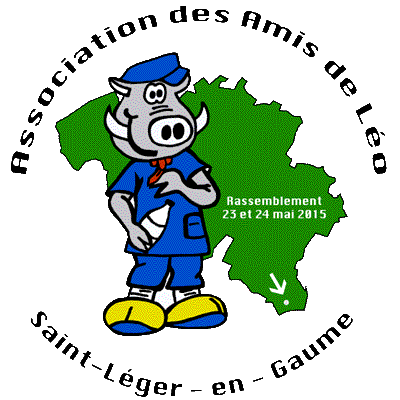 Association des Amis de Léo
Rassemblement
23 et 24 mai 2015
Saint-Léger - en - Gaume